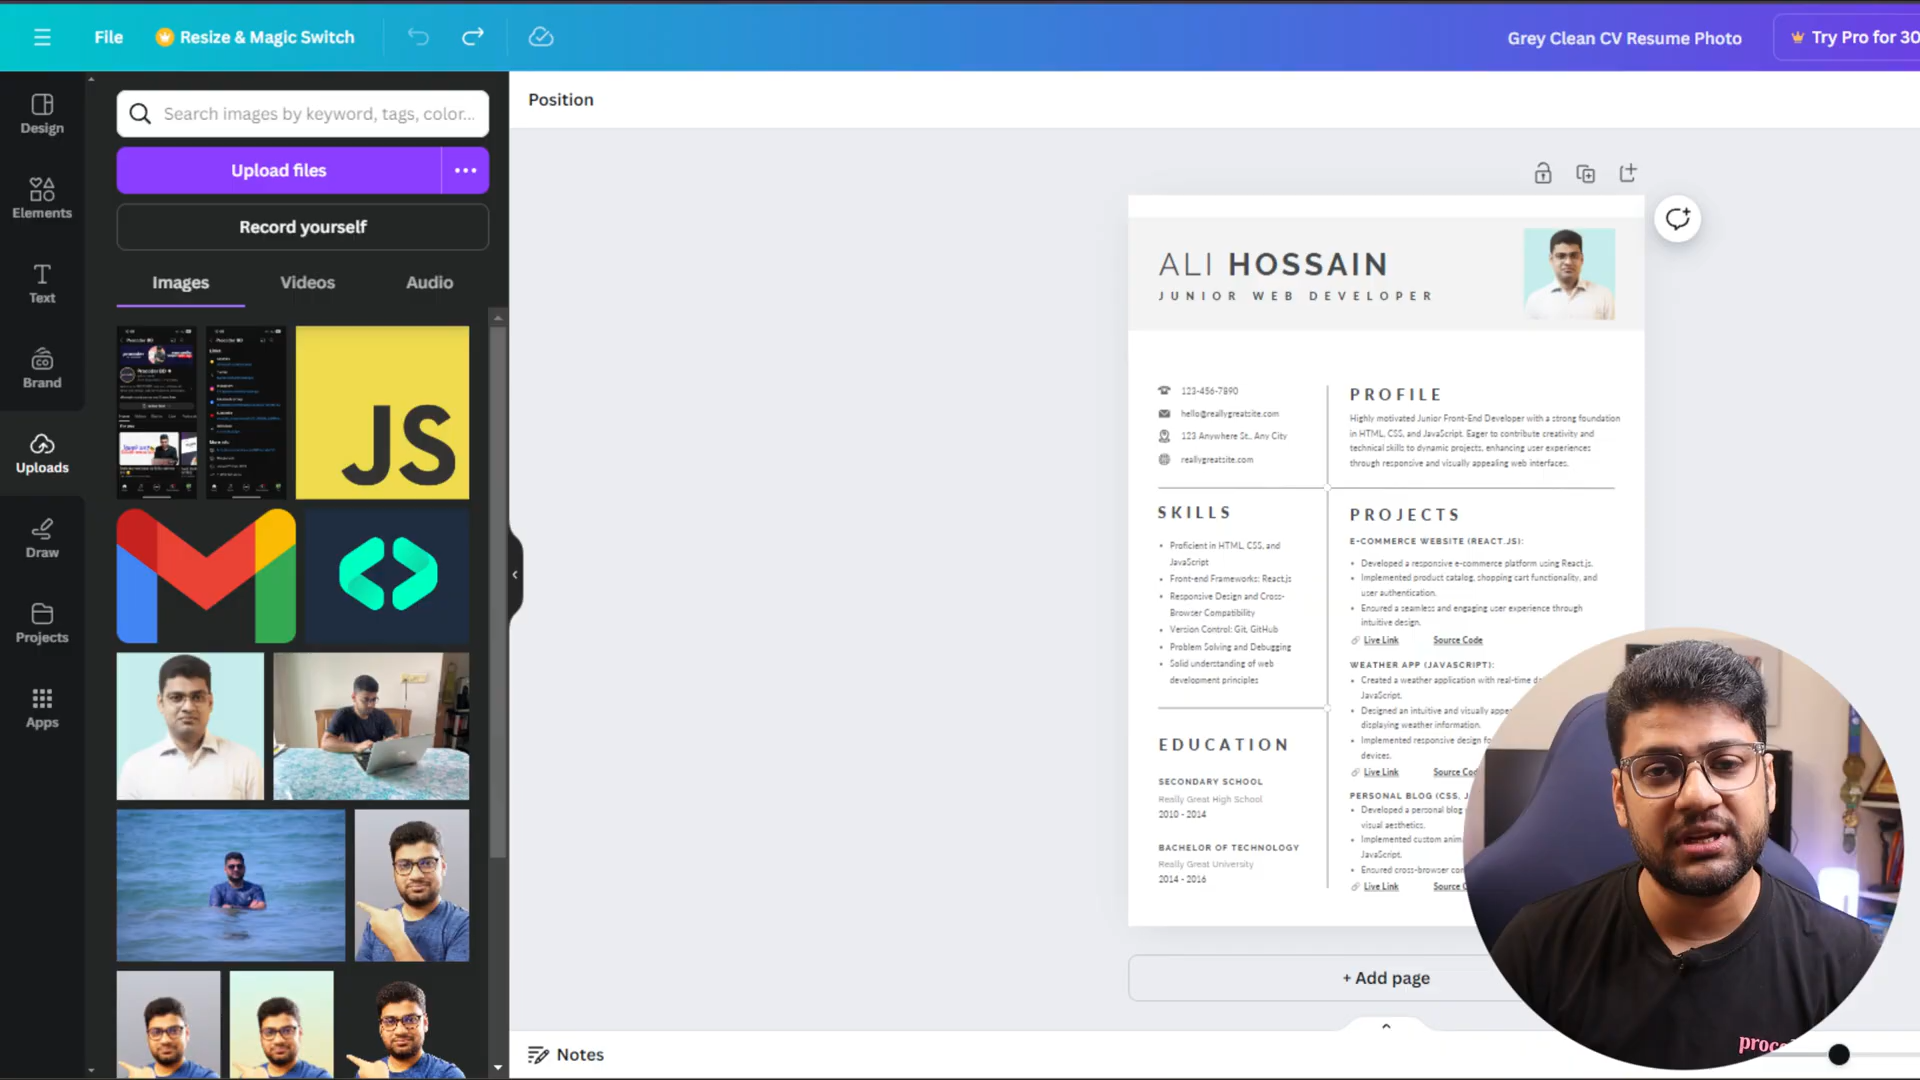 File
Resize & Magic Switch
Grey Clean CV Resume Photo
Try Pro for 30
Design
Elements
Text
Brand
Uploads
Draw
Projects
Apps
Search images by keyword, tags, color...
Upload files
Record yourself
Images
Videos
Audio
JS
Position
ALI HOSSAIN
JUNIOR WEB DEVELOPER
123-456-7890
hello@reallygreatsite.com
123 Anywhere St., Any City
reallygreatsite.com
PROFILE
Highly motivated Junior Front-End Developer with a strong foundation
in HTML, CSS, and JavaScript. Eager to contribute creativity and
technical skills to dynamic projects, enhancing user experiences
through responsive and visually appealing web interfaces.
SKILLS
• Proficient in HTML, CSS, and
JavaScript
• Front-end Frameworks: React.js
• Responsive Design and Cross-
Browser Compatibility
• Version Control: Git, GitHub
• Problem Solving and Debugging
• Solid understanding of web
development principles
EDUCATION
SECONDARY SCHOOL
Really Great High School
2010 - 2014
BACHELOR OF TECHNOLOGY
Really Great University
2014 - 2016
PROJECTS
E-COMMERCE WEBSITE (REACT.JS):
• Developed a responsive e-commerce platform using React.js.
• Implemented product catalog, shopping cart functionality, and
user authentication.
• Ensured a seamless and engaging user experience through
intuitive design.
Live Link Source Code
WEATHER APP (JAVASCRIPT):
• Created a weather application with real-time
JavaScript.
• Designed an intuitive and visually
displaying weather information.
• Implemented responsive design
devices.
Live Link Source
PERSONAL BLOG (CSS,
• Developed a personal blog
visual aesthetics.
• Implemented custom
JavaScript.
• Ensured cross-browser
Live Link
+ Add page
Notes